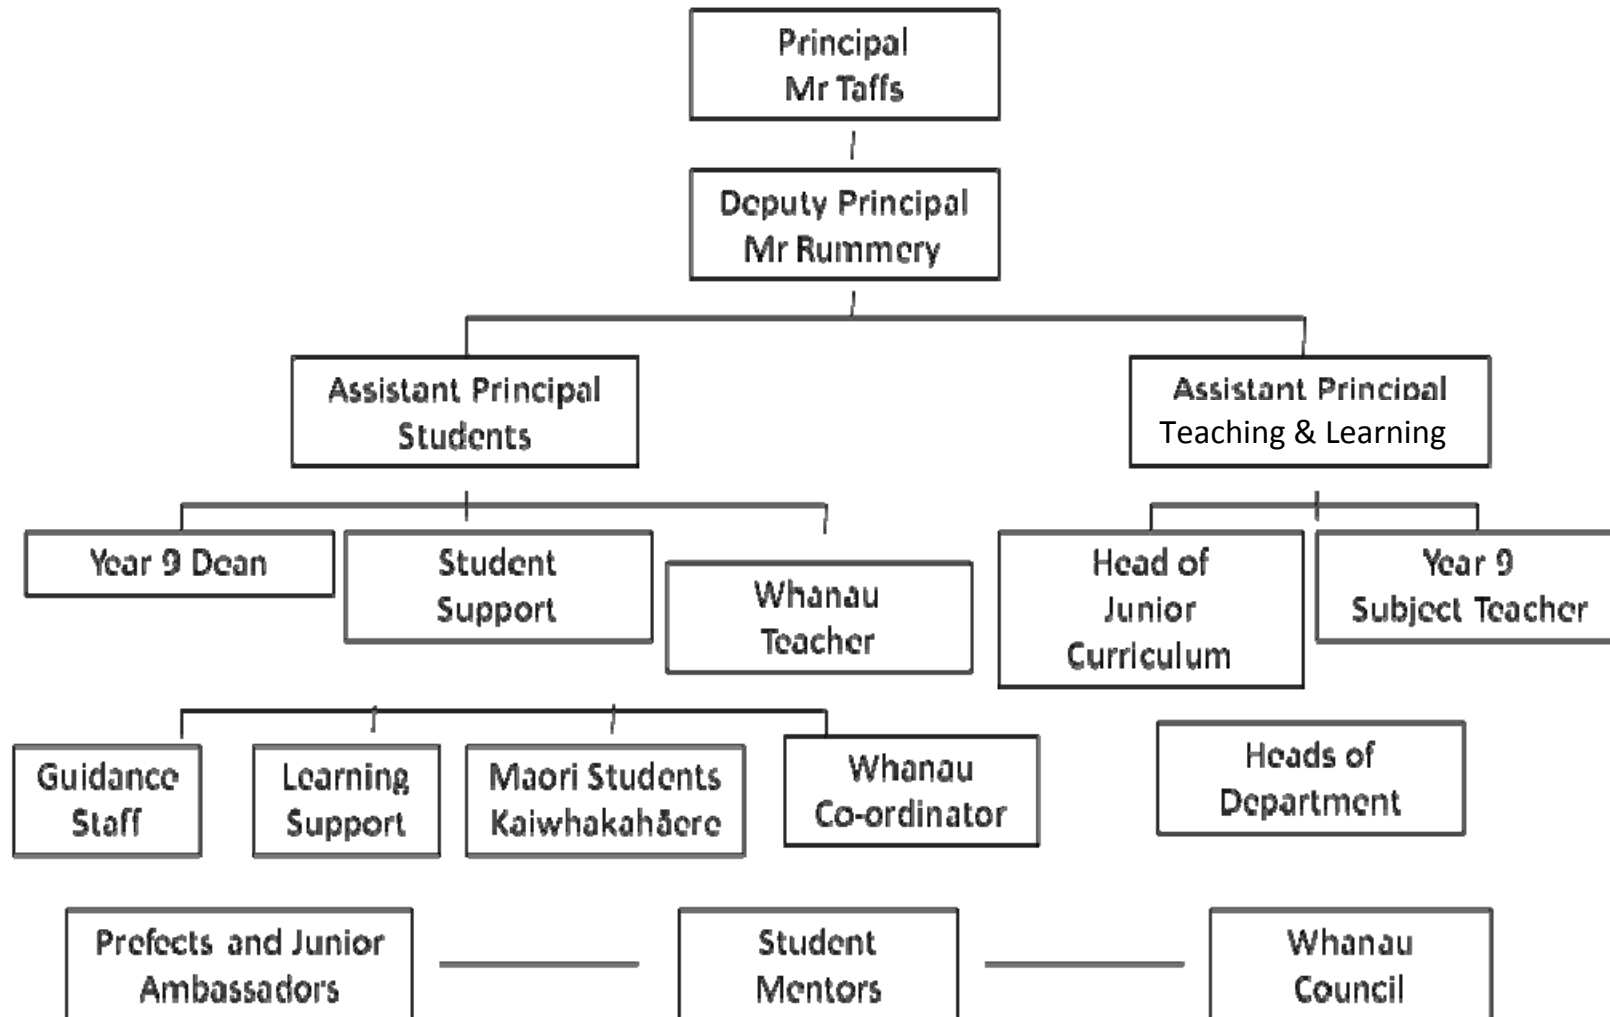 Principal
Mr Taffs
Deputy Principal
Mr Rummery
Assistant Principal
Students
Assistant Principal
Teaching & Learning
Year 9 Dean
Student
Support
Whanau
Teacher
Head of
Junior
Curriculum
Year 9
Subject Teacher
Guidance
Staff
Learning
Support
Maori Students
Kaiwhakahāere
Whanau
Co-ordinator
Heads of
Department
Prefects and Junior
Ambassadors
Student
Mentors
Whanau
Council